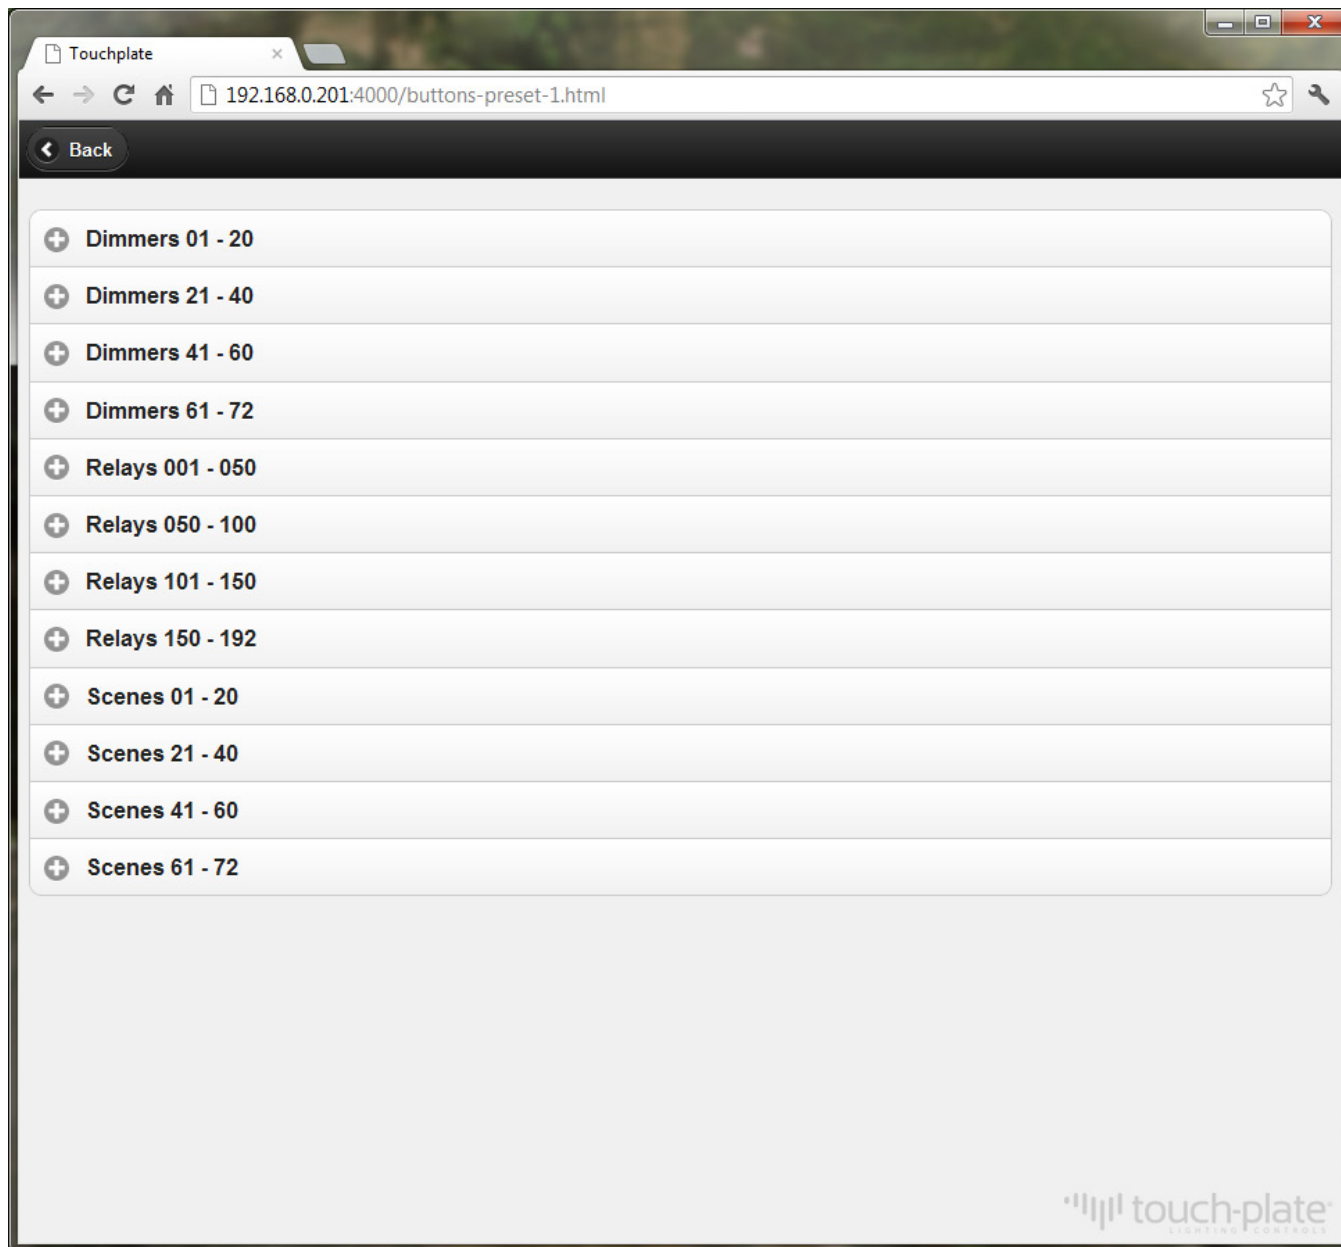 Touchplate
192.168.0.201:4000/buttons-preset-1.html
Back
Dimmers 01 - 20
Dimmers 21 - 40
Dimmers 41 - 60
Dimmers 61 - 72
Relays 001 - 050
Relays 050 - 100
Relays 101 - 150
Relays 150 - 192
Scenes 01 - 20
Scenes 21 - 40
Scenes 41 - 60
Scenes 61 - 72
touch-plate
LIGHTING CONTROLS